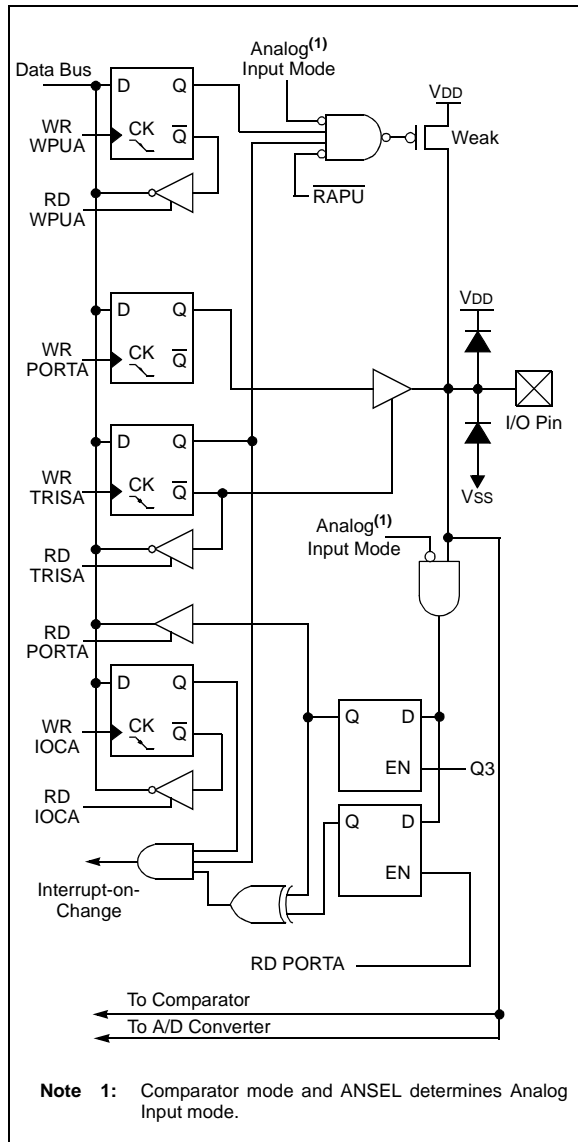 Analog(1)
Input Mode
Data Bus
VDD
D Q
WR
WPUA
CK Q
Weak
RD
WPUA
RAPU
VDD
D Q
WR
PORTA
CK Q
I/O Pin
D Q
WR
TRISA
CK Q
VSS
Analog(1)
Input Mode
RD
TRISA
RD
PORTA
D Q
WR
IOCA
CK Q
Q D
EN
Q3
RD
IOCA
Q D
EN
Interrupt-on-
Change
RD PORTA
To Comparator
To A/D Converter
Note 1: Comparator mode and ANSEL determines Analog
Input mode.